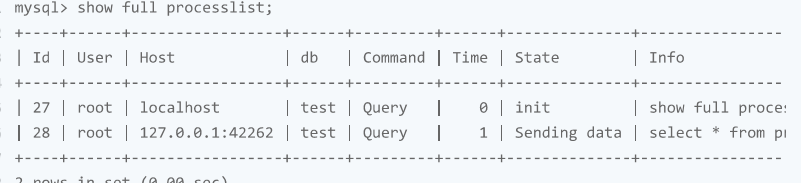 mysql> show full processlist;
+----+------+-----------------+------+---------+------+--------------+----------------
| Id | User | Host            | db   | Command | Time | State        | Info
+----+------+-----------------+------+---------+------+--------------+----------------
| 27 | root | localhost       | test | Query   |    0 | init         | show full
| 28 | root | 127.0.0.1:42262 | test | Query   |    1 | Sending data | select * from
+----+------+-----------------+------+---------+------+--------------+----------------
2 rows in set (0.00 sec)